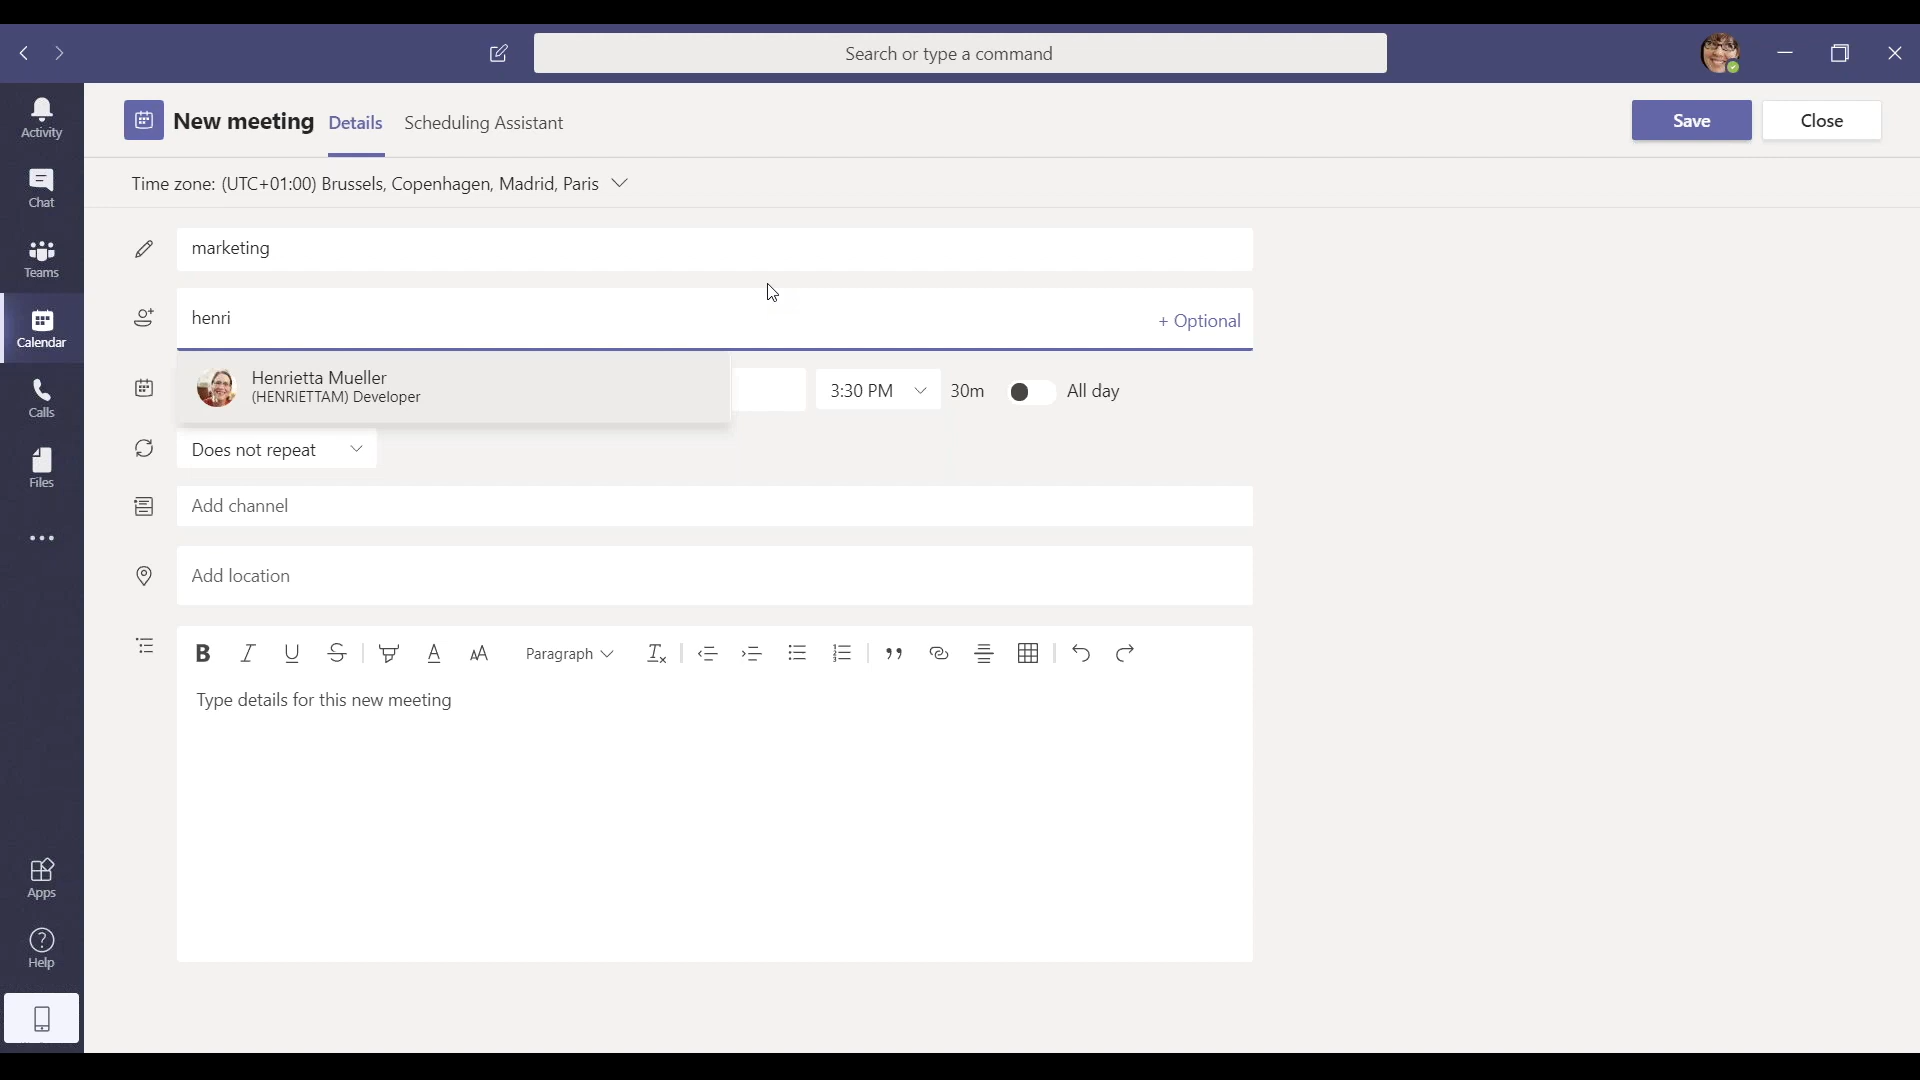 Search or type a command
Activity
Chat
Teams
Calendar
Calls
Files
Apps
Help
New meeting Details Scheduling Assistant
Save Close
Time zone: (UTC+01:00) Brussels, Copenhagen, Madrid, Paris
marketing
henri + Optional
Henrietta Mueller
(HENRIETTAM) Developer
3:30 PM 30m All day
Does not repeat
Add channel
Add location
B I U S A AA Paragraph
Type details for this new meeting